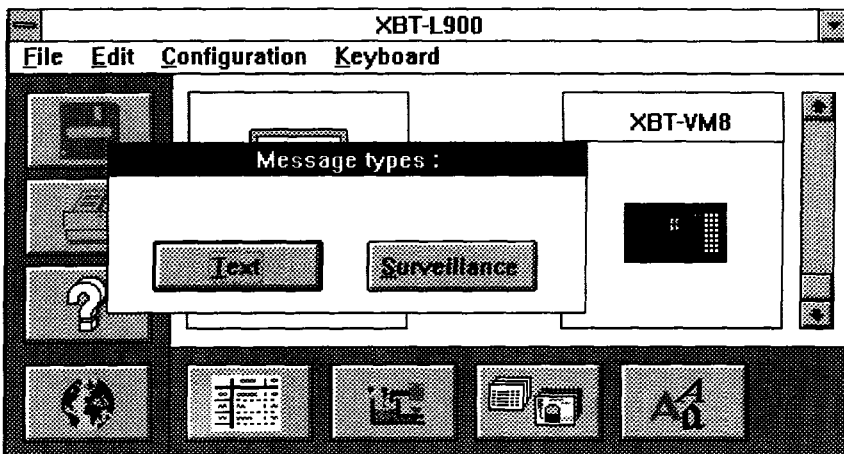 XBT-L900
File Edit Configuration Keyboard
XBT-VM8
Message types :
Text Surveillance